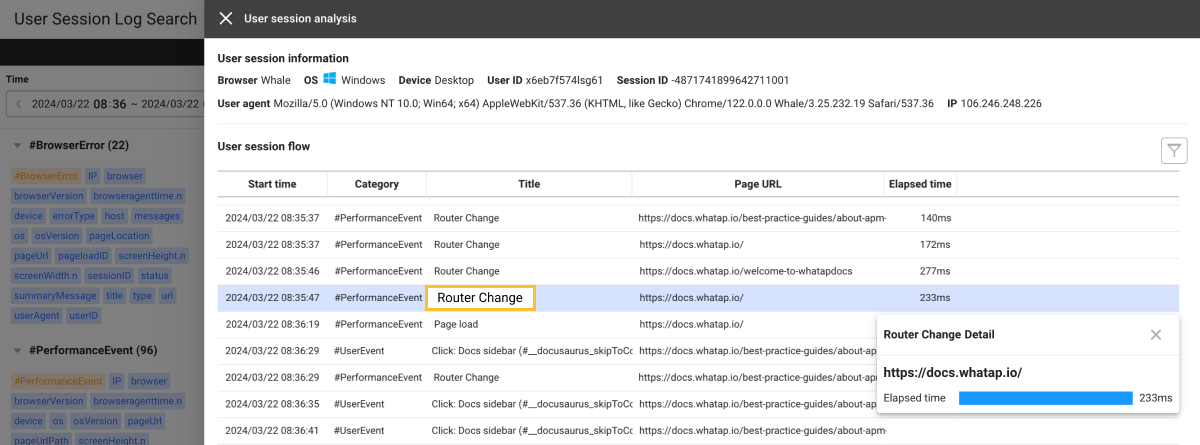 User Session Log Search
User session analysis
Time
2024/03/22 08:36 ~ 2024/03/22 08
#BrowserError (22)
#BrowserError IP browser
browserVersion browseragenttime.n
device errorType host messages
os osVersion pageLocation
pageUrl pageloadID screenHeight.n
screenWidth.n sessionID status
summaryMessage title type url
userAgent userID
#PerformanceEvent (96)
#PerformanceEvent IP browser
browserVersion browseragenttime.n
device os osVersion pageUrl
pageUrlPath screenHeight.n
User session information
Browser Whale OS Windows Device Desktop User ID x6eb7f574lsg61 Session ID -4871741899642711001
User agent Mozilla/5.0 (Windows NT 10.0; Win64; x64) AppleWebKit/537.36 (KHTML, like Gecko) Chrome/122.0.0.0 Whale/3.25.232.19 Safari/537.36 IP 106.246.248.226
User session flow
Start time Category Title Page URL Elapsed time
2024/03/22 08:35:37 #PerformanceEvent Router Change https://docs.whatap.io/best-practice-guides/about-apm- 140ms
2024/03/22 08:35:37 #PerformanceEvent Router Change https://docs.whatap.io/ 172ms
2024/03/22 08:35:46 #PerformanceEvent Router Change https://docs.whatap.io/welcome-to-whatapdocs 277ms
2024/03/22 08:35:47 #PerformanceEvent Router Change https://docs.whatap.io/ 233ms
2024/03/22 08:36:19 #PerformanceEvent Page load https://docs.whatap.io/
2024/03/22 08:36:29 #UserEvent Click: Docs sidebar (#__docusaurus_skipToCo https://docs.whatap.io/best-practice-guides/about-ap
2024/03/22 08:36:29 #PerformanceEvent Router Change https://docs.whatap.io/best-practice-guides/about-ap
2024/03/22 08:36:35 #UserEvent Click: Docs sidebar (#__docusaurus_skipToCo https://docs.whatap.io/best-practice-guides/about-ap
2024/03/22 08:36:41 #UserEvent Click: Docs sidebar (#__docusaurus_skipToCo https://docs.whatap.io/best-practice-guides/about-apm-
Router Change Detail
https://docs.whatap.io/
Elapsed time 233ms